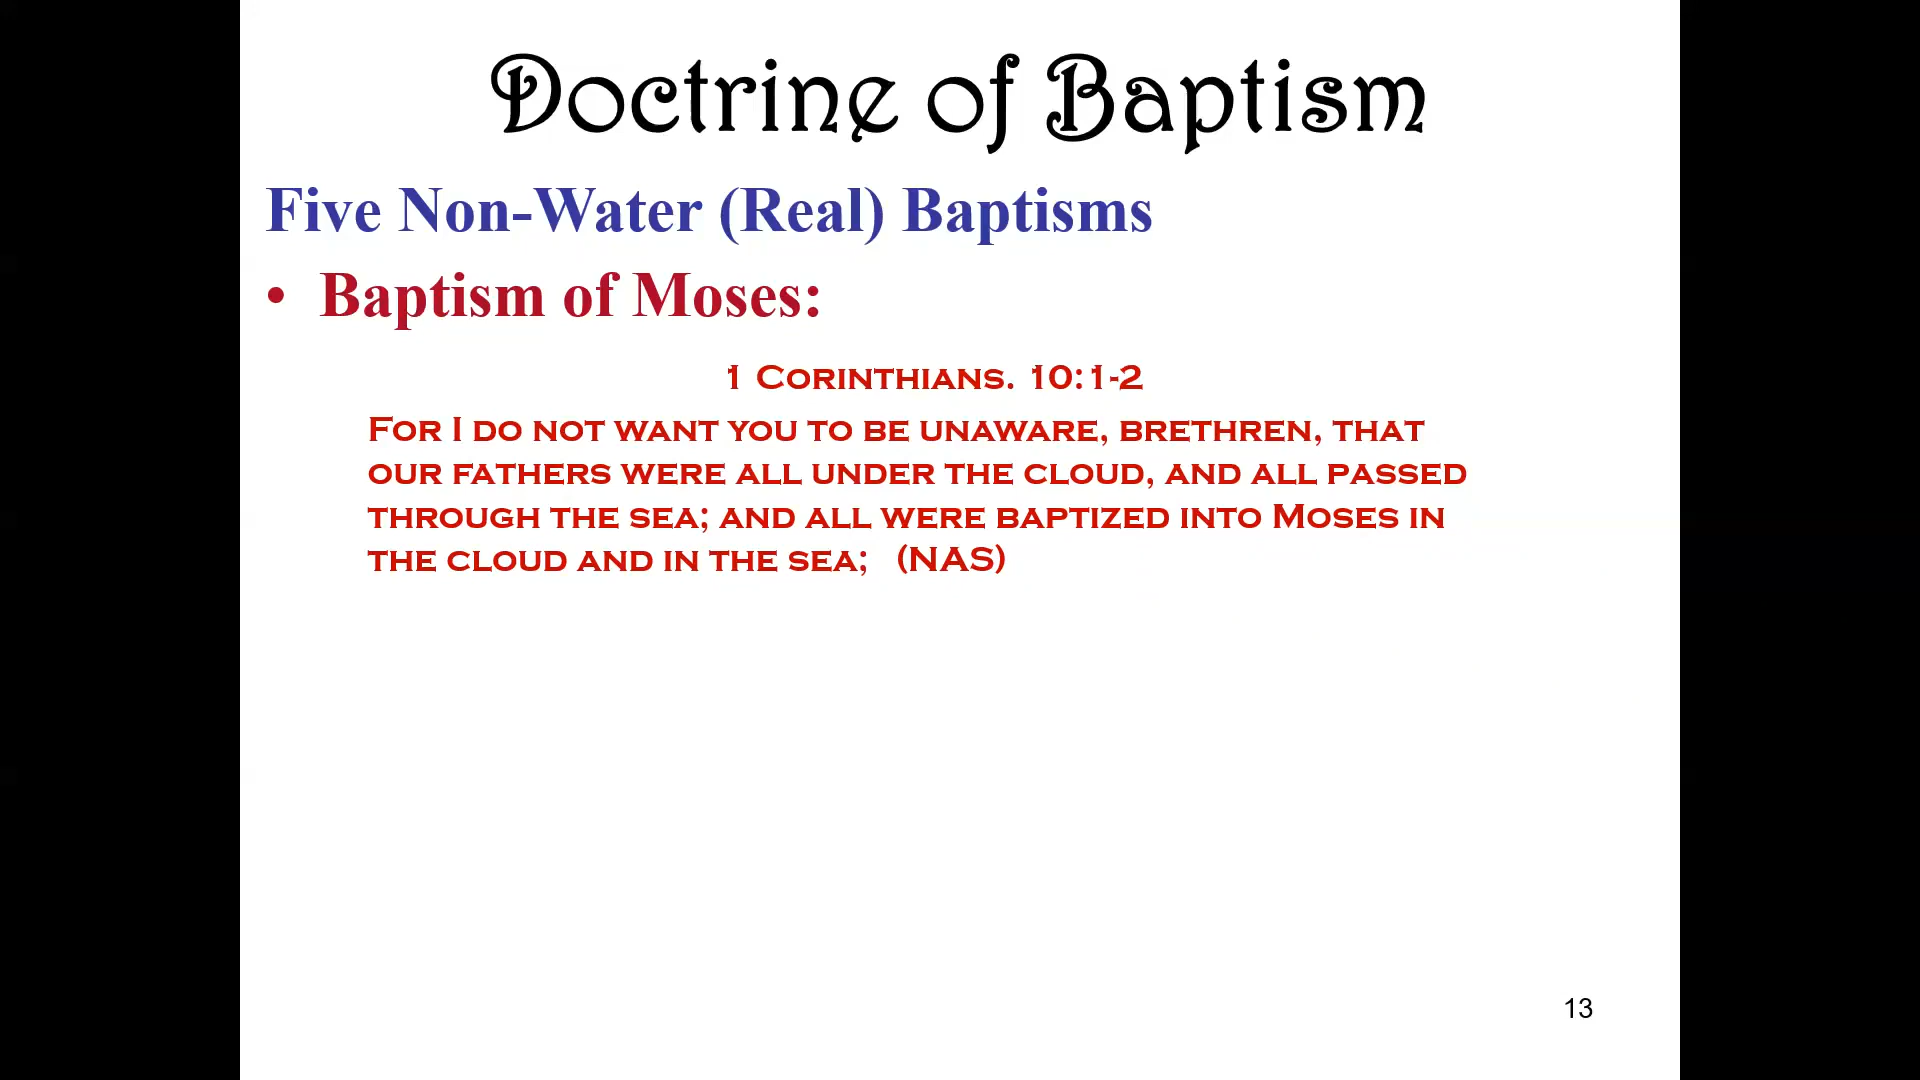 Doctrine of Baptism
Five Non-Water (Real) Baptisms
• Baptism of Moses:
1 Corinthians. 10:1-2
For I do not want you to be unaware, brethren, that
our fathers were all under the cloud, and all passed
through the sea; and all were baptized into Moses in
the cloud and in the sea; (NAS)
13